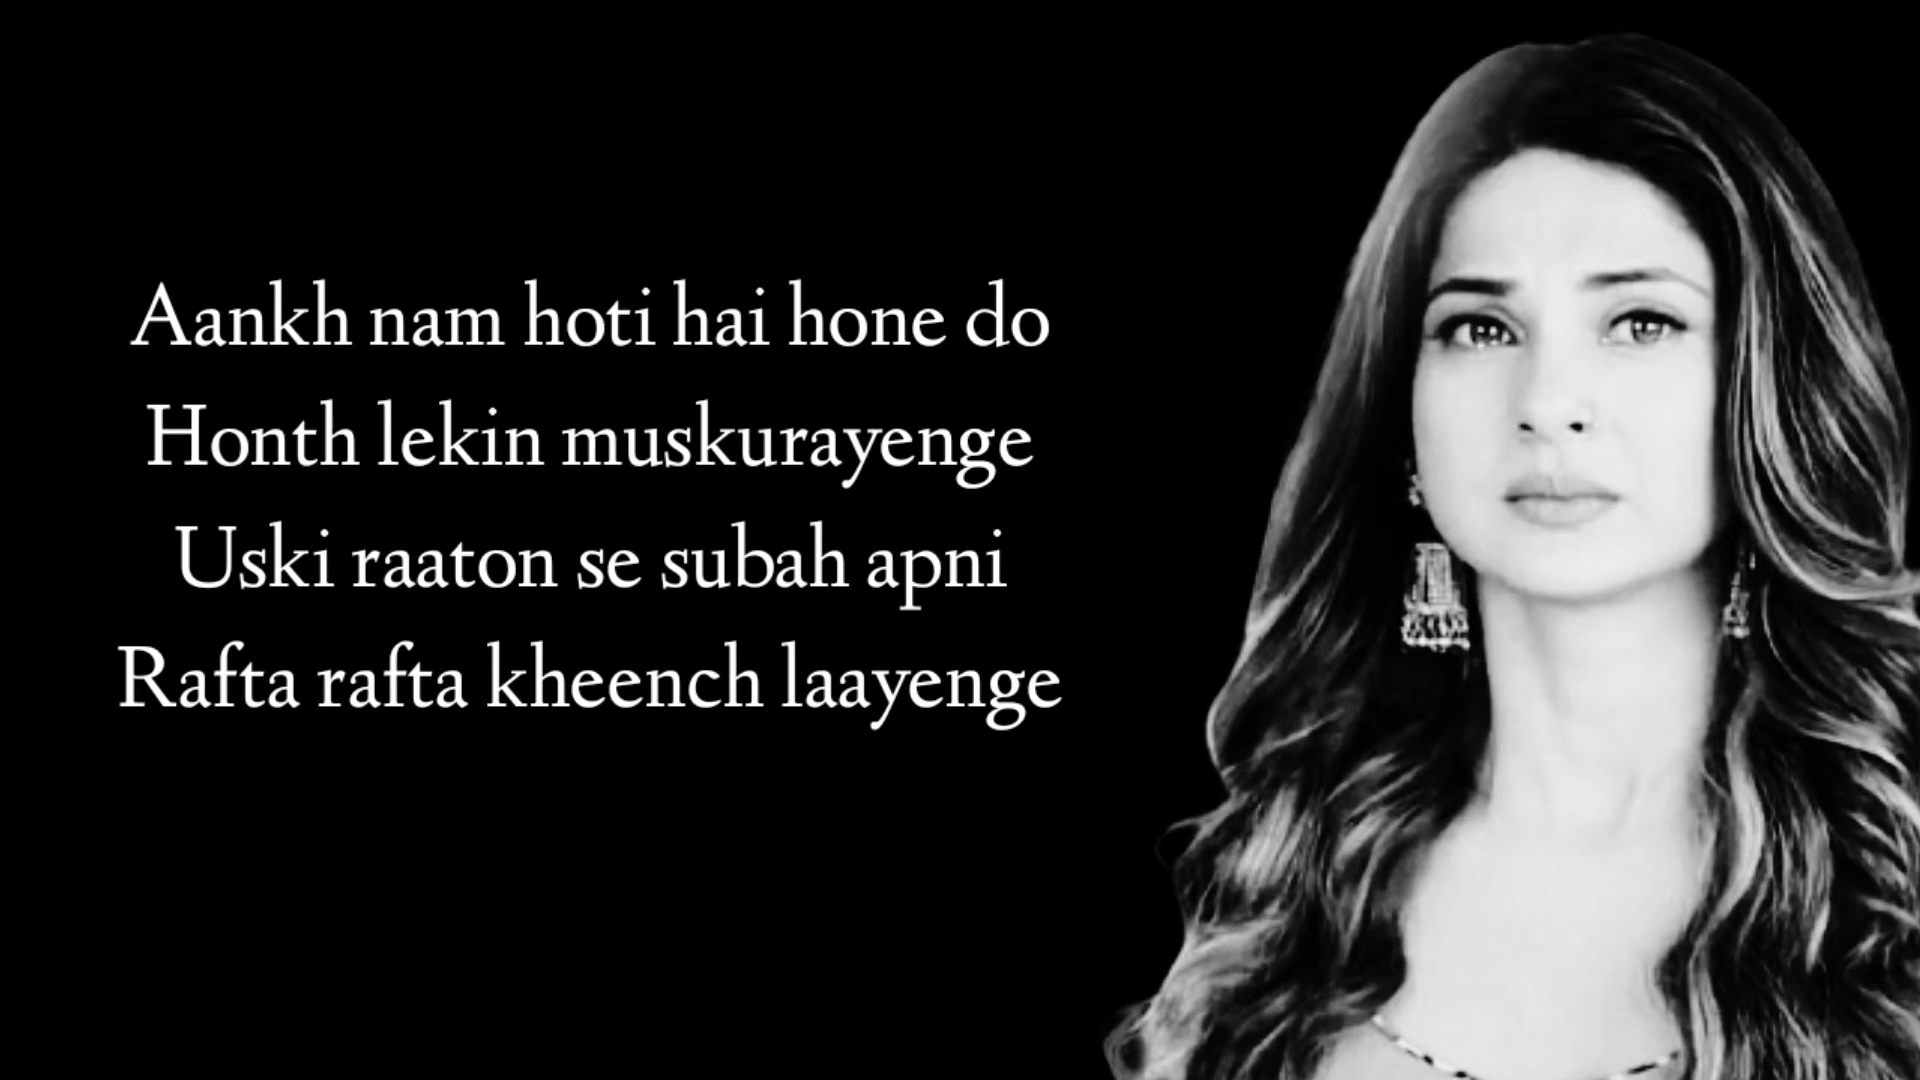 Aankh nam hoti hai hone do
Honth lekin muskurayenge
Uski raaton se subah apni
Rafta rafta kheench laayenge